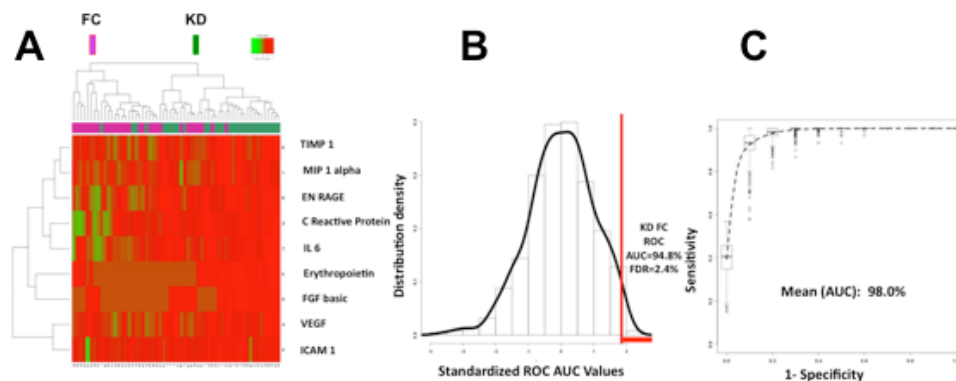 A
FC
KD
TIMP 1
MIP 1 alpha
EN RAGE
C Reactive Protein
IL 6
Erythropoietin
FGF basic
VEGF
ICAM 1
B
Distribution density
KD FC
ROC
AUC=94.8%
FDR=2.4%
Standardized ROC AUC Values
C
Sensitivity
Mean (AUC): 98.0%
1- Specificity